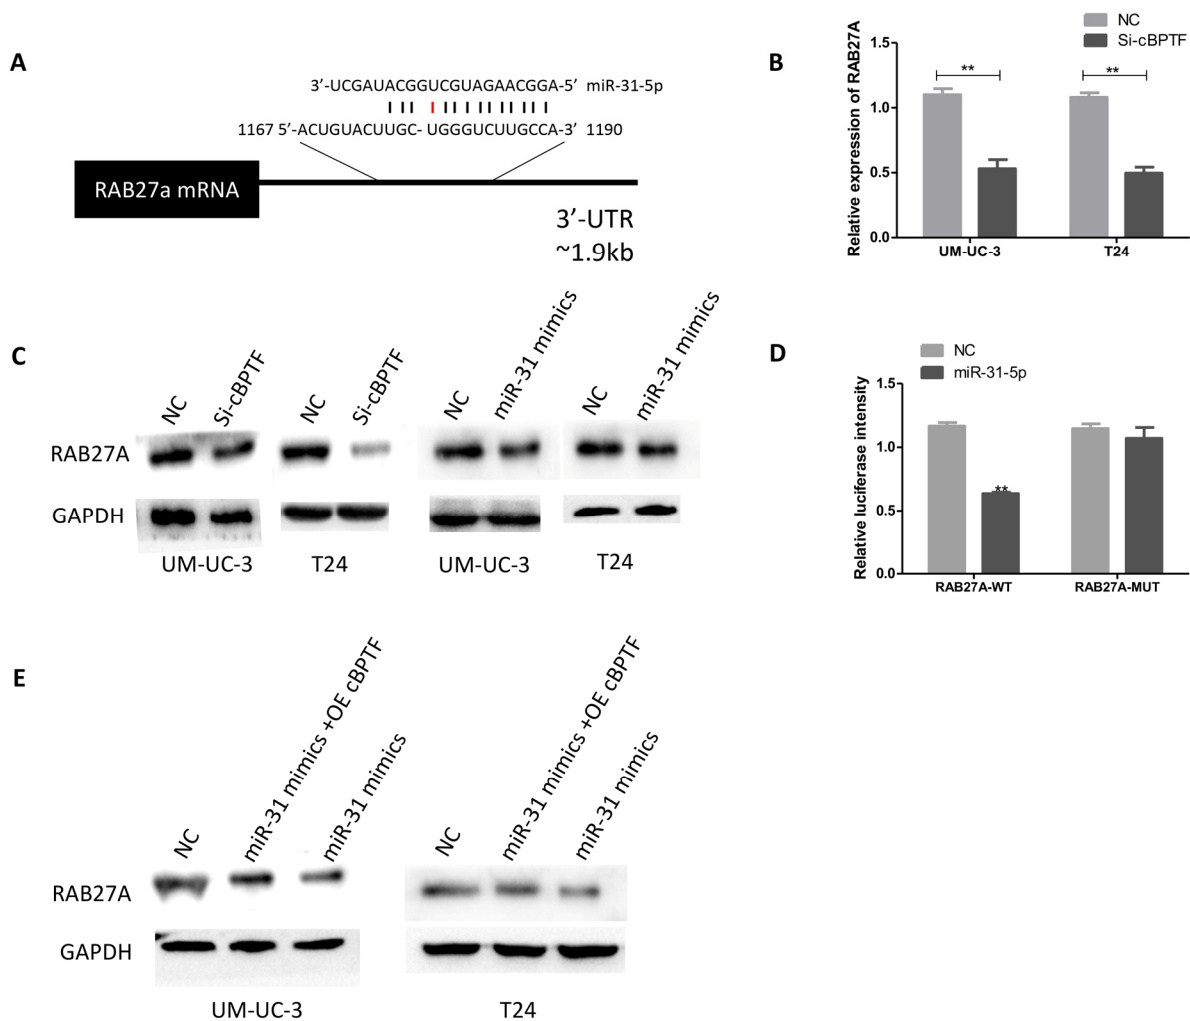 A
3’-UCGAUACGGUCGUAGAACGGA-5’ miR-31-5p
1167 5’-ACUGUACUUGC- UGGGUCUUGCCA-3’ 1190
RAB27a mRNA
3’-UTR
~1.9kb
B
NC
Si-cBPTF
Relative expression of RAB27A
1.5
1.0
0.5
0.0
**
**
UM-UC-3
T24
C
NC
Si-cBPTF
NC
Si-cBPTF
NC
miR-31 mimics
NC
miR-31 mimics
RAB27A
GAPDH
UM-UC-3
T24
UM-UC-3
T24
D
NC
miR-31-5p
Relative luciferase intensity
1.5
1.0
0.5
0.0
**
RAB27A-WT
RAB27A-MUT
E
NC
miR-31 mimics +OE cBPTF
miR-31 mimics
NC
miR-31 mimics +OE cBPTF
miR-31 mimics
RAB27A
GAPDH
UM-UC-3
T24